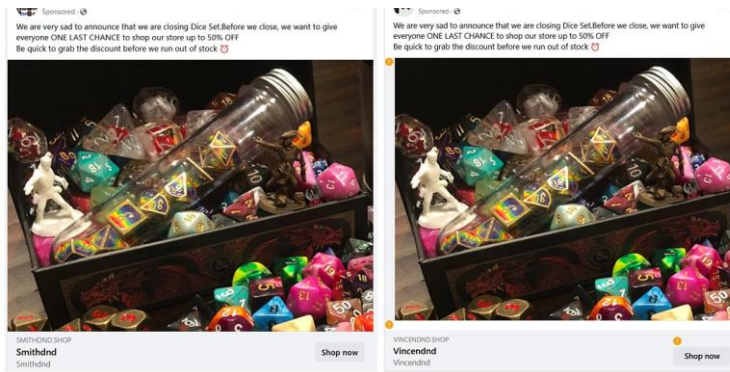 Sponsored ·
We are very sad to announce that we are closing Dice Set.Before we close, we want to give
everyone ONE LAST CHANCE to shop our store up to 50% OFF
Be quick to grab the discount before we run out of stock ⏰
SMITHDND.SHOP
Smithdnd
Smithdnd
Shop now
Sponsored ·
We are very sad to announce that we are closing Dice Set.Before we close, we want to give
everyone ONE LAST CHANCE to shop our store up to 50% OFF
Be quick to grab the discount before we run out of stock ⏰
VINCENDND.SHOP
Vincendnd
Vincendnd
Shop now